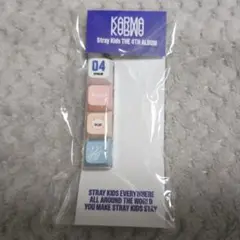 KARMA
KARMA
Stray Kids THE 4TH ALBUM
04
STRAY KIDS EVERYWHERE
ALL AROUND THE WORLD
YOU MAKE STRAY KIDS STAY